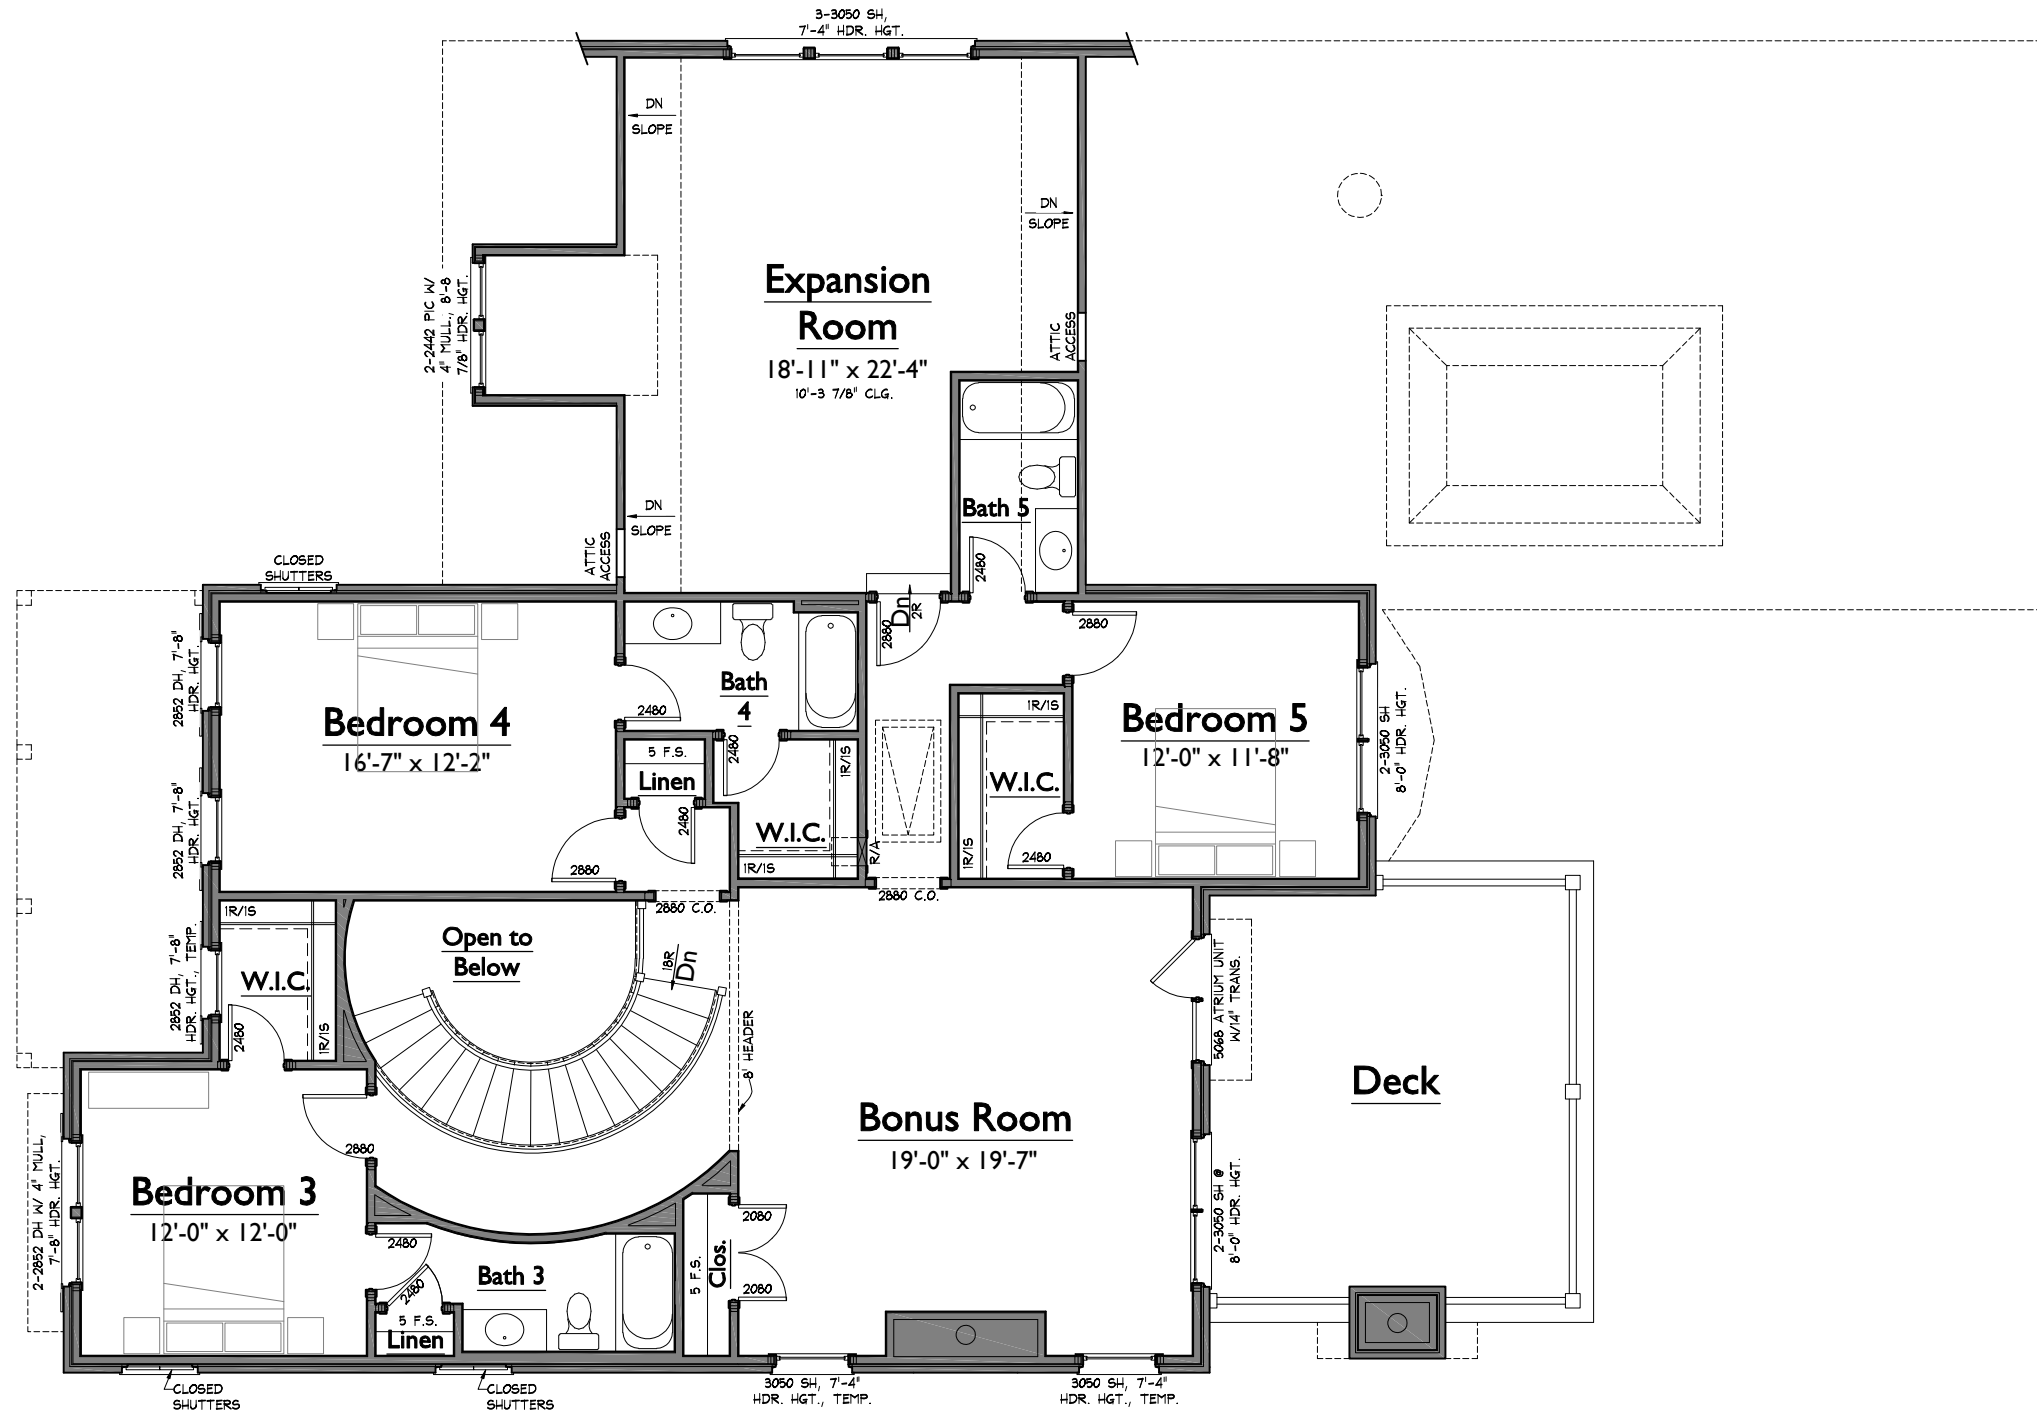 3-3050 SH,
7'-4" HDR. HGT.
DN
SLOPE
DN
SLOPE
2-2442 PIC W/
4" MULL., 8'-8
7/8" HDR. HGT.
Expansion
Room
18'-11" x 22'-4"
10'-3 7/8" CLG.
ATTIC
ACCESS
DN
SLOPE
ATTIC
ACCESS
Bath 5
2480
CLOSED
SHUTTERS
2852 DH, 7'-8"
HDR. HGT.
Bedroom 4
16'-7" x 12'-2"
2480
Bath
4
2880
Dn
2R
2880
Bedroom 5
12'-0" x 11'-8"
2-3050 SH
8'-0" HDR. HGT.
1R/1S
W.I.C.
1R/1S
2480
5 F.S.
Linen
2480
2480
1R/1S
W.I.C.
1R/1S
R/A
2852 DH, 7'-8"
HDR. HGT.
2880
2880 C.O.
2880 C.O.
1R/1S
W.I.C.
1R/1S
2480
2852 DH, 7'-8"
HDR. HGT., TEMP.
Open to
Below
18R
Dn
8' HEADER
5068 ATRIUM UNIT
W/14" TRANS.
Deck
Bonus Room
19'-0" x 19'-7"
2880
Bedroom 3
12'-0" x 12'-0"
2-2852 DH W/ 4" MULL,
7'-8" HDR. HGT.
2480
2480
Bath 3
5 F.S.
Linen
5 F.S.
Clos.
2080
2080
2-3050 SH @
8'-0" HDR. HGT.
CLOSED
SHUTTERS
CLOSED
SHUTTERS
3050 SH, 7'-4"
HDR. HGT., TEMP.
3050 SH, 7'-4"
HDR. HGT., TEMP.